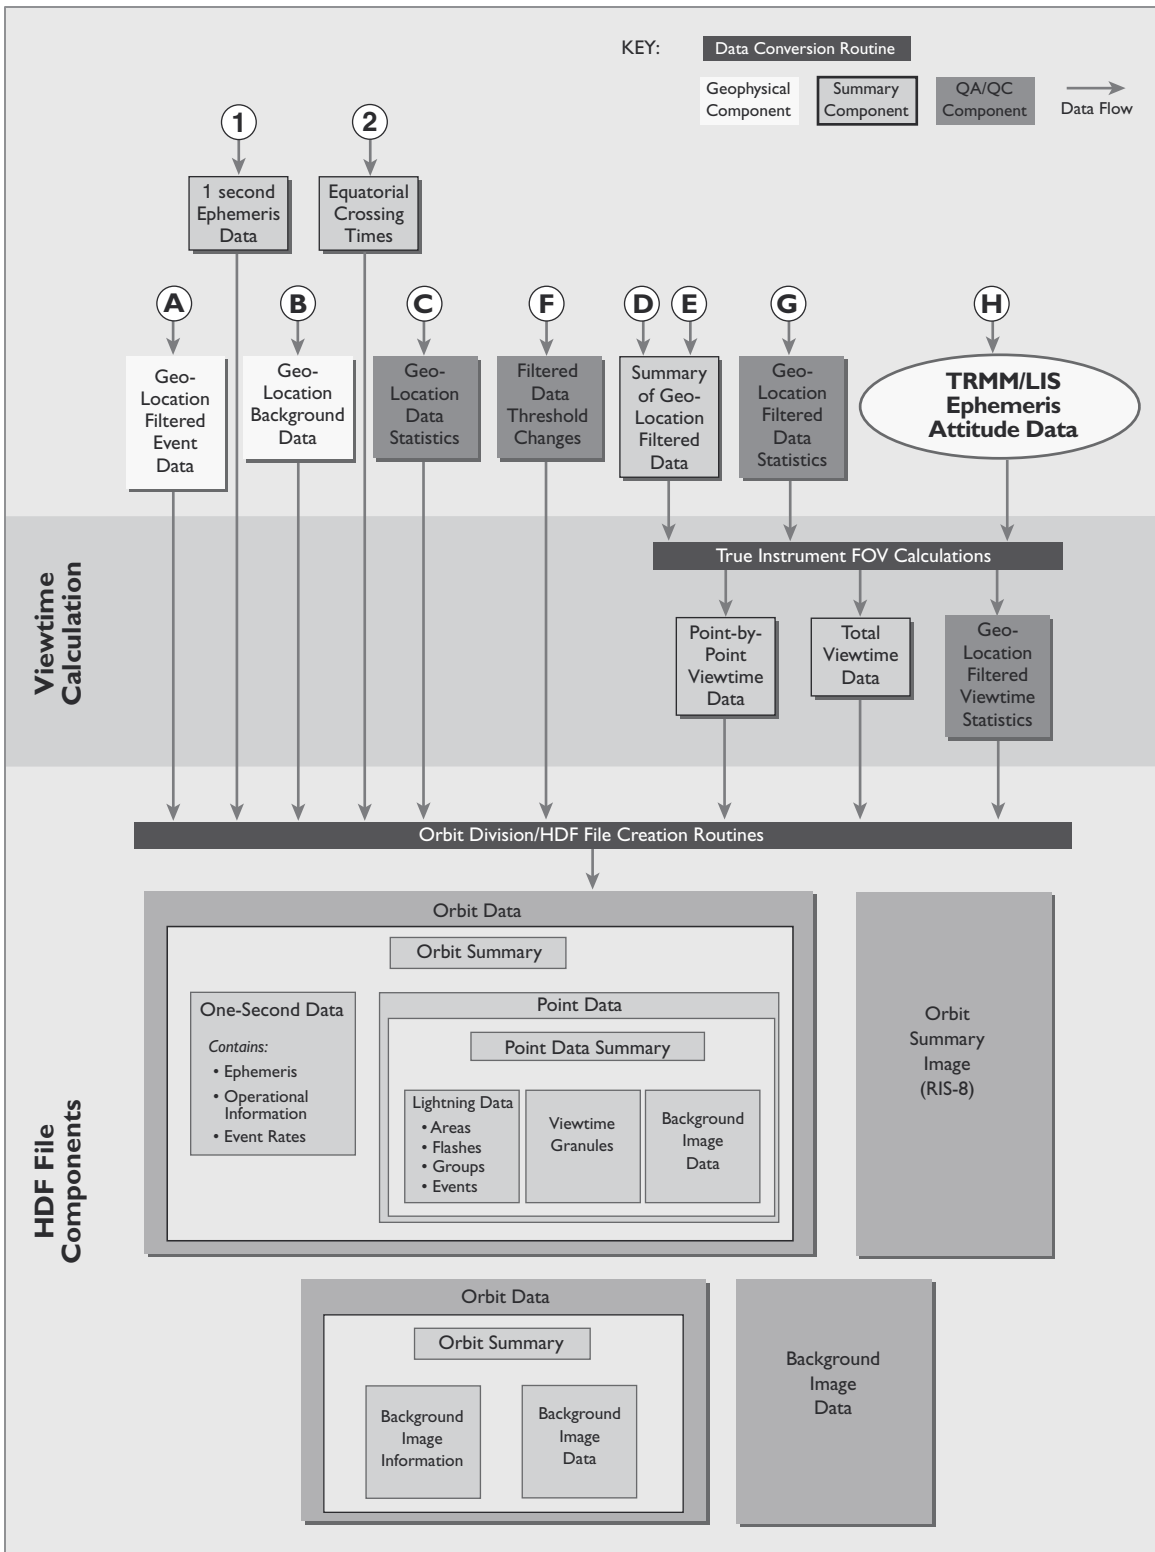 KEY:
Data Conversion Routine
Geophysical
Component
Summary
Component
QA/QC
Component
Data Flow
1
2
1 second
Ephemeris
Data
Equatorial
Crossing
Times
A
B
C
F
D
E
G
H
Geo-
Location
Filtered
Event
Data
Geo-
Location
Background
Data
Geo-
Location
Data
Statistics
Filtered
Data
Threshold
Changes
Summary
of Geo-
Location
Filtered
Data
Geo-
Location
Filtered
Data
Statistics
TRMM/LIS
Ephemeris
Attitude Data
Viewtime
Calculation
True Instrument FOV Calculations
Point-by-
Point
Viewtime
Data
Total
Viewtime
Data
Geo-
Location
Filtered
Viewtime
Statistics
HDF File
Components
Orbit Division/HDF File Creation Routines
Orbit Data
Orbit Summary
One-Second Data
Contains:
• Ephemeris
• Operational
Information
• Event Rates
Point Data
Point Data Summary
Lightning Data
• Areas
• Flashes
• Groups
• Events
Viewtime
Granules
Background
Image
Data
Orbit
Summary
Image
(RIS-8)
Orbit Data
Orbit Summary
Background
Image
Information
Background
Image
Data
Background
Image
Data